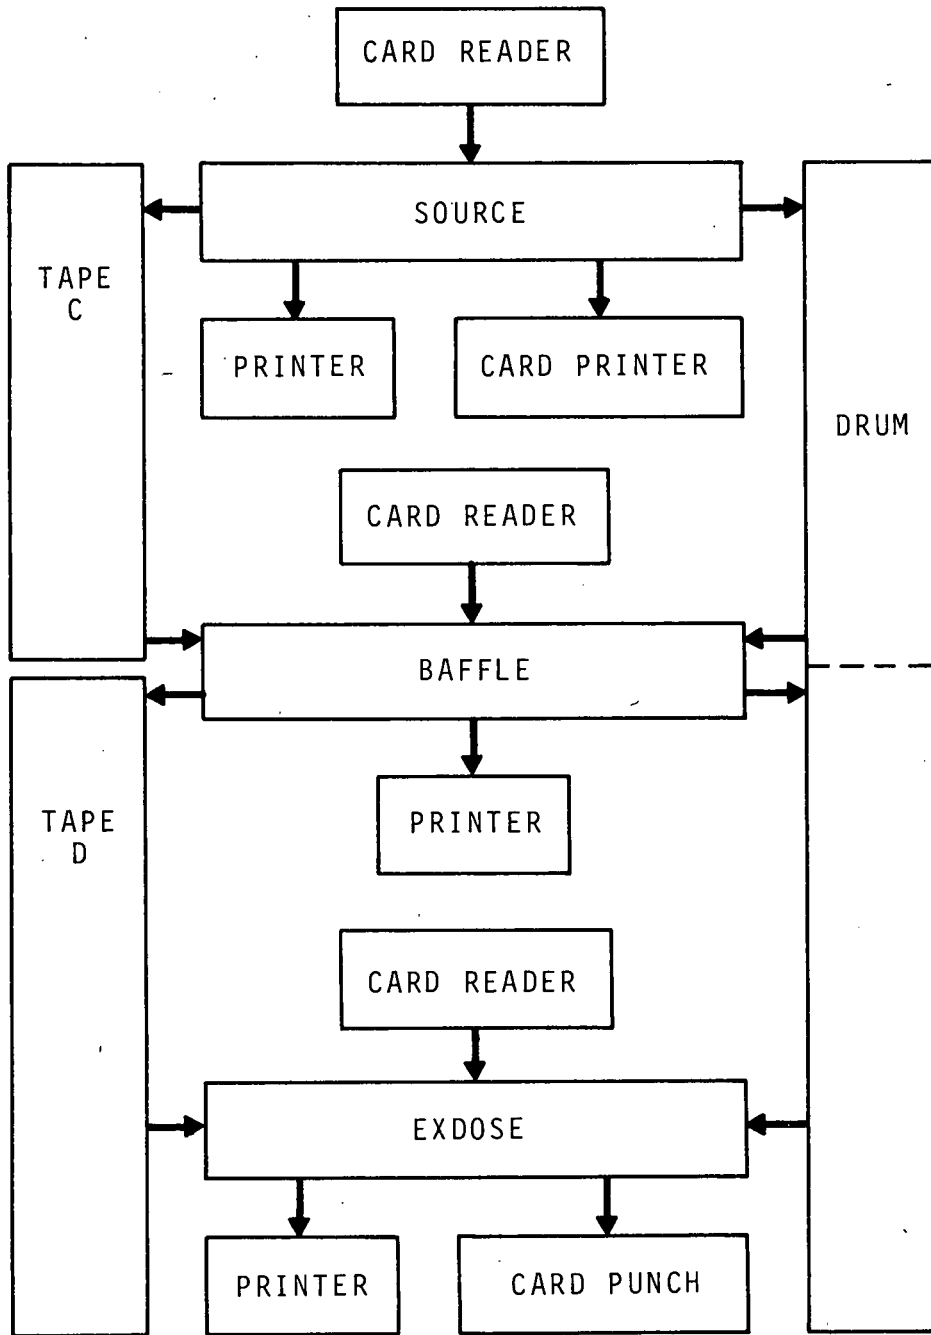 CARD READER
SOURCE
TAPE
C
PRINTER
CARD PRINTER
DRUM
CARD READER
BAFFLE
TAPE
D
PRINTER
CARD READER
EXDOSE
PRINTER
CARD PUNCH